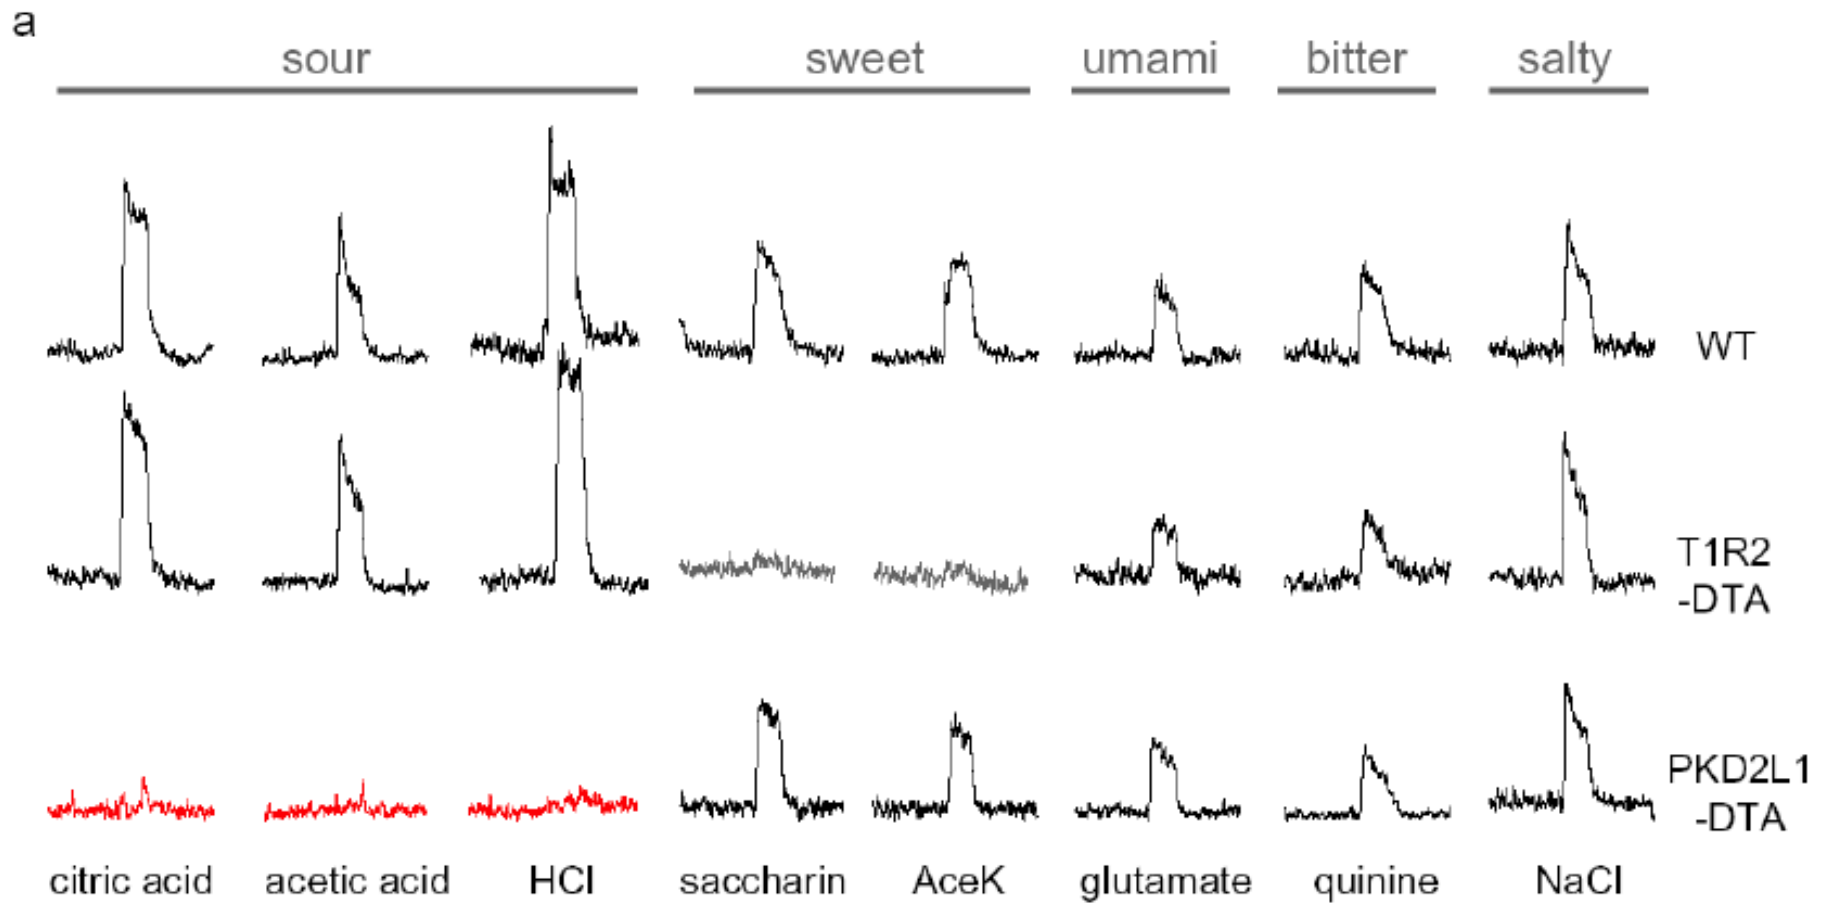 a
sour sweet umami bitter salty
WT
T1R2
-DTA
PKD2L1
-DTA
citric acid acetic acid HCl saccharin AceK glutamate quinine NaCl